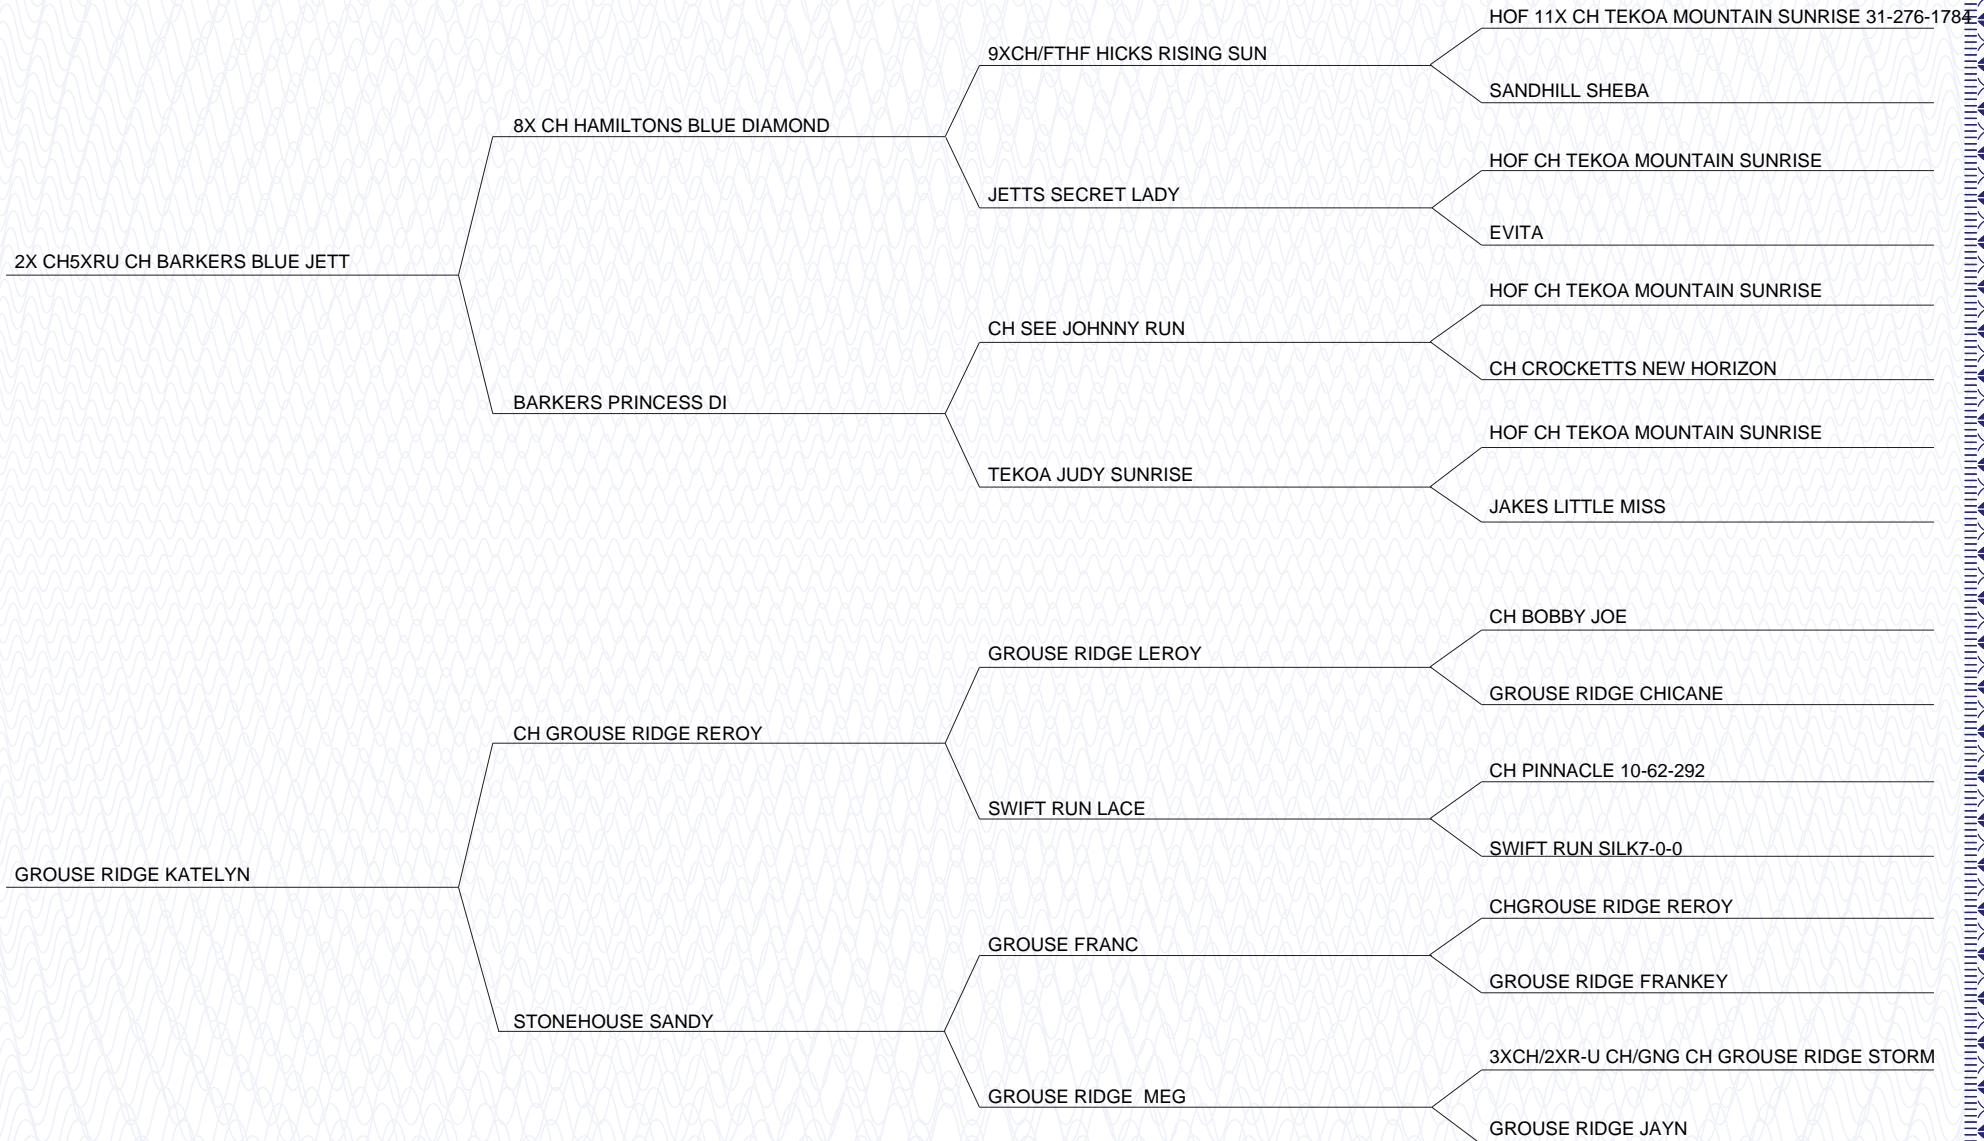 HOF 11X CH TEKOA MOUNTAIN SUNRISE 31-276-1784
9XCH/FTHF HICKS RISING SUN
SANDHILL SHEBA
8X CH HAMILTONS BLUE DIAMOND
HOF CH TEKOA MOUNTAIN SUNRISE
JETTS SECRET LADY
EVITA
2X CH5XRU CH BARKERS BLUE JETT
HOF CH TEKOA MOUNTAIN SUNRISE
CH SEE JOHNNY RUN
CH CROCKETTS NEW HORIZON
BARKERS PRINCESS DI
HOF CH TEKOA MOUNTAIN SUNRISE
TEKOA JUDY SUNRISE
JAKES LITTLE MISS
CH BOBBY JOE
GROUSE RIDGE LEROY
GROUSE RIDGE CHICANE
CH GROUSE RIDGE REROY
CH PINNACLE 10-62-292
SWIFT RUN LACE
SWIFT RUN SILK7-0-0
GROUSE RIDGE KATELYN
CHGROUSE RIDGE REROY
GROUSE FRANC
GROUSE RIDGE FRANKEY
STONEHOUSE SANDY
3XCH/2XR-U CH/GNG CH GROUSE RIDGE STORM
GROUSE RIDGE  MEG
GROUSE RIDGE JAYN